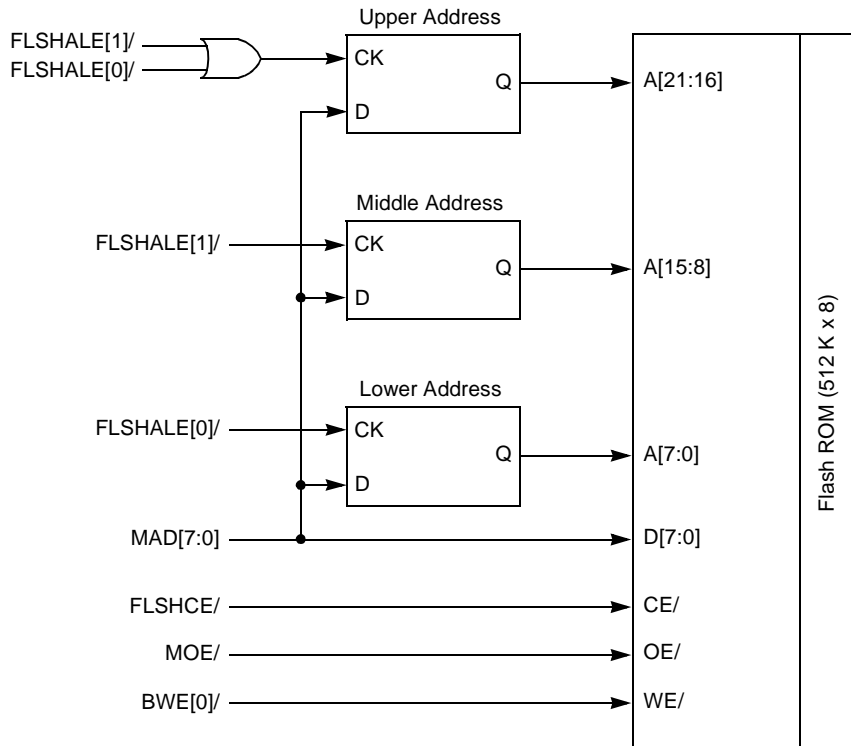 Upper Address
FLSHALE[1]/
FLSHALE[0]/
CK
Q
D
A[21:16]
Middle Address
FLSHALE[1]/
CK
Q
D
A[15:8]
Lower Address
FLSHALE[0]/
CK
Q
D
A[7:0]
MAD[7:0]
D[7:0]
FLSHCE/
CE/
MOE/
OE/
BWE[0]/
WE/
Flash ROM (512 K x 8)